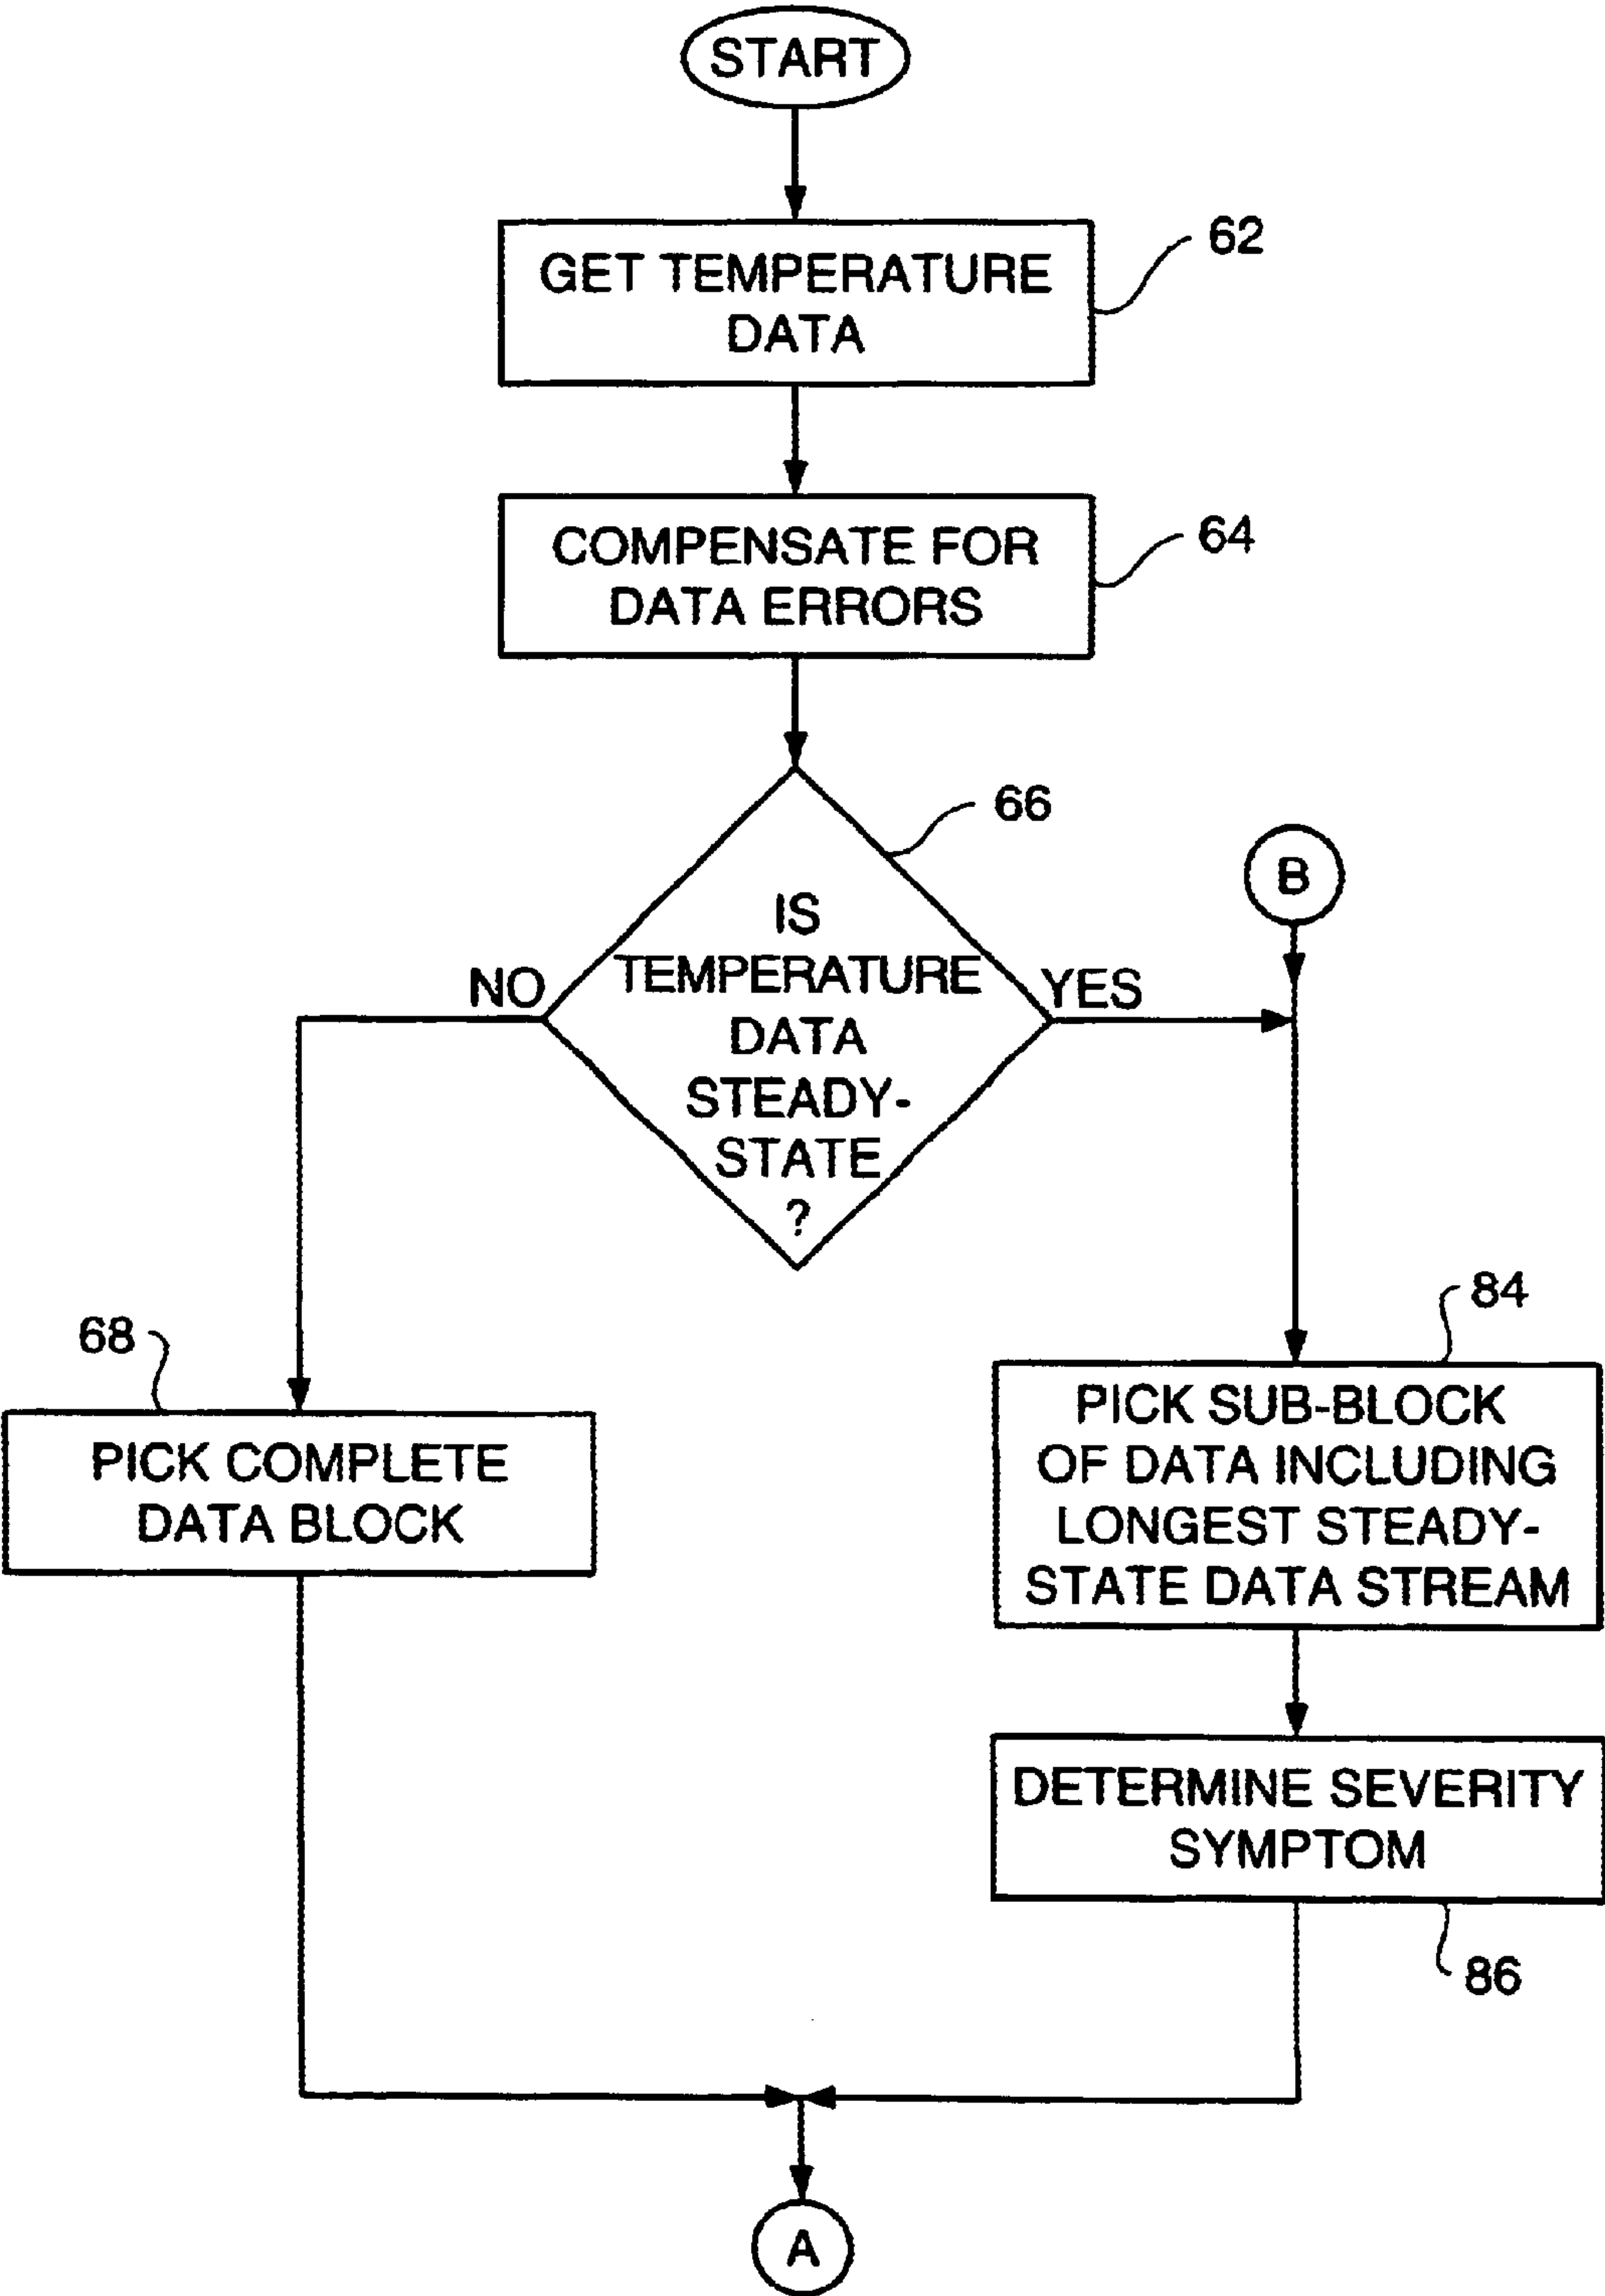 START
GET TEMPERATURE
DATA
62
COMPENSATE FOR
DATA ERRORS
64
66
IS
TEMPERATURE
DATA
STEADY-
STATE
?
NO
YES
B
68
PICK COMPLETE
DATA BLOCK
84
PICK SUB-BLOCK
OF DATA INCLUDING
LONGEST STEADY-
STATE DATA STREAM
DETERMINE SEVERITY
SYMPTOM
86
A